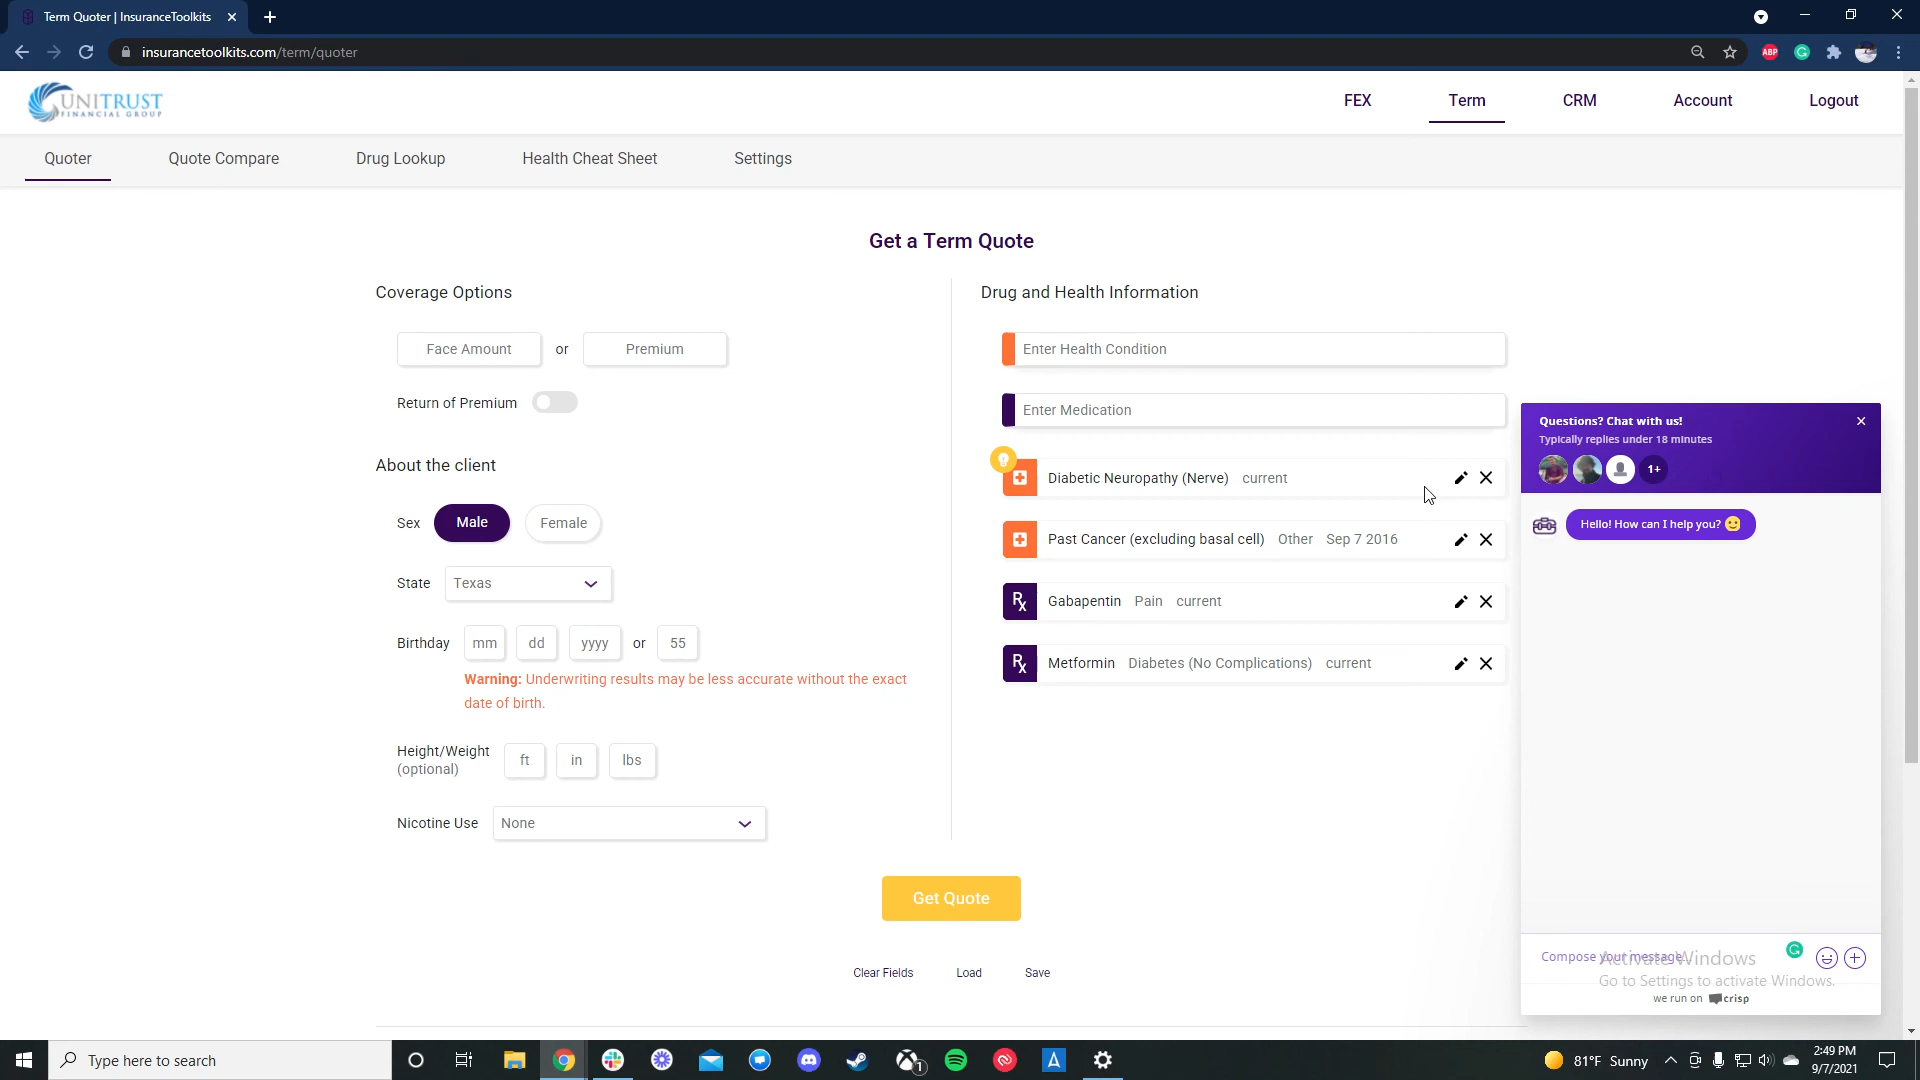 Term Quoter | InsuranceToolkits
insurancetoolkits.com/term/quoter
ABP
UNITRUST
FINANCIAL GROUP
FEX
Term
CRM
Account
Logout
Quoter
Quote Compare
Drug Lookup
Health Cheat Sheet
Settings
Get a Term Quote
Coverage Options
Face Amount
or
Premium
Return of Premium
About the client
Sex
Male
Female
State
Texas
Birthday
mm
dd
yyyy
or
55
Warning: Underwriting results may be less accurate without the exact
date of birth.
Height/Weight
(optional)
ft
in
lbs
Nicotine Use
None
Drug and Health Information
Enter Health Condition
Enter Medication
Diabetic Neuropathy (Nerve) current
Past Cancer (excluding basal cell) Other Sep 7 2016
Rx
Gabapentin Pain current
Rx
Metformin Diabetes (No Complications) current
Get Quote
Clear Fields
Load
Save
Questions? Chat with us!
Typically replies under 18 minutes
1+
Hello! How can I help you?
Compose your message...
Activate Windows
Go to Settings to activate Windows.
we run on crisp
Type here to search
1
81°F Sunny
2:49 PM
9/7/2021